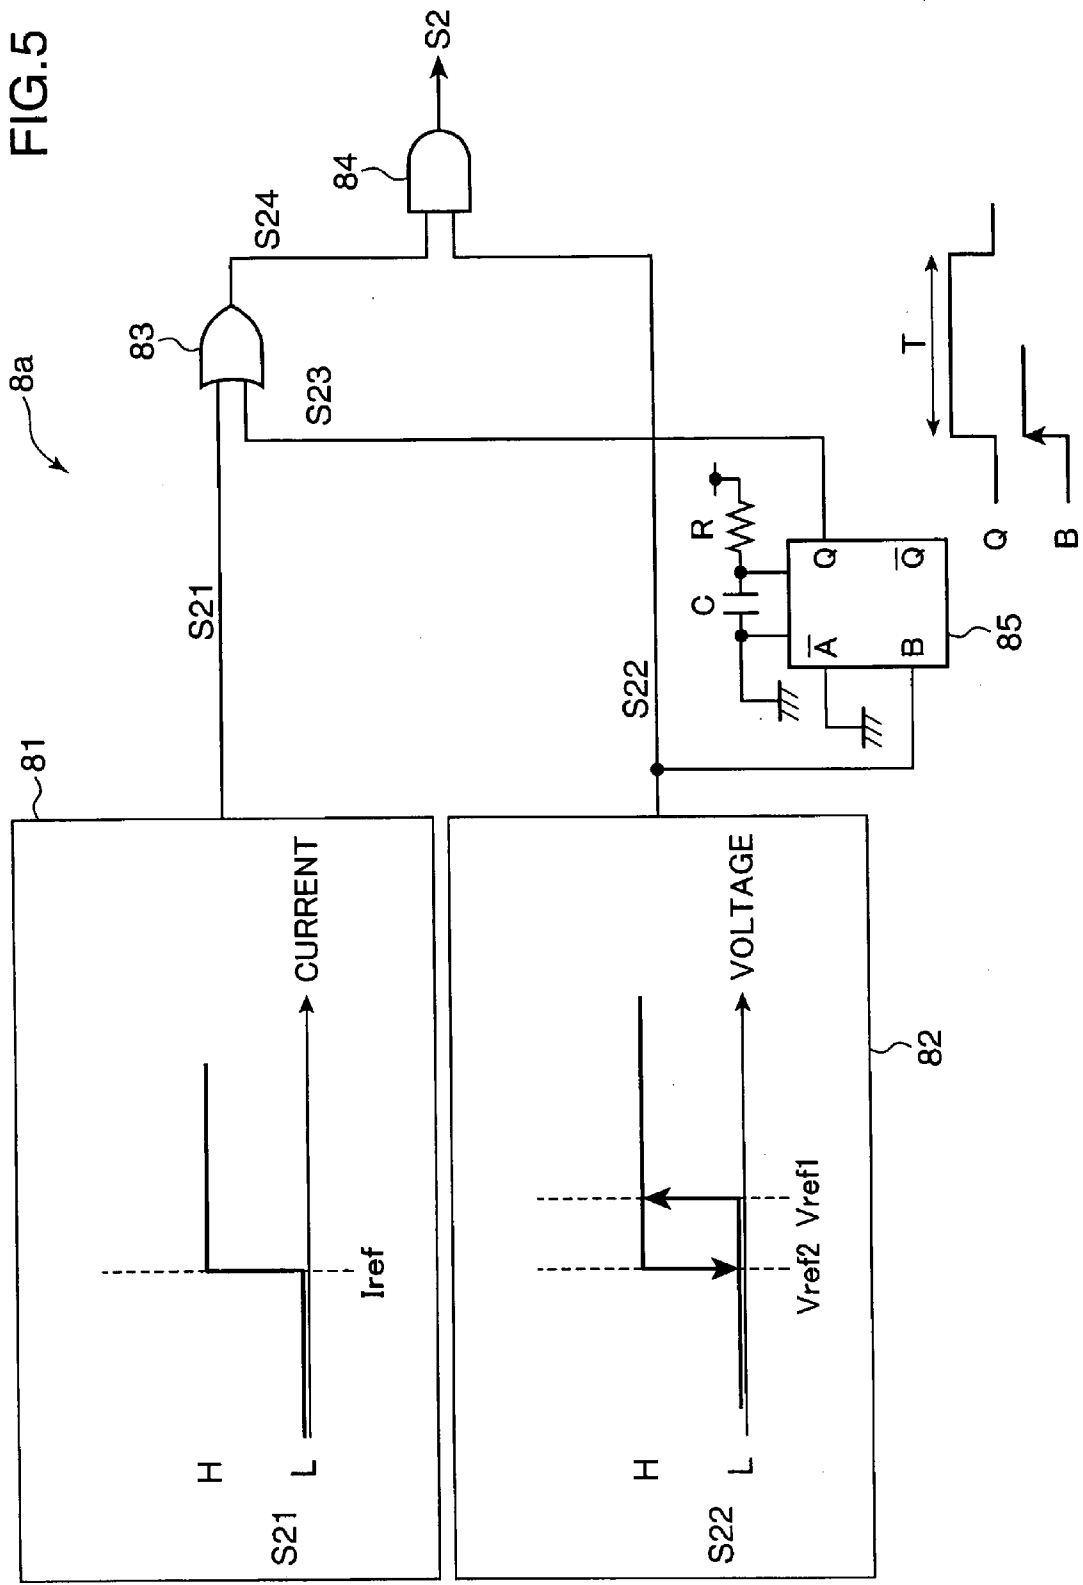 FIG.5
8a
81
S21
H
L
CURRENT
Iref
S21
83
S24
84
S2
S23
S22
H
L
VOLTAGE
Vref2 Vref1
82
S22
C
R
A̅
Q
B
Q̅
85
Q
T
B